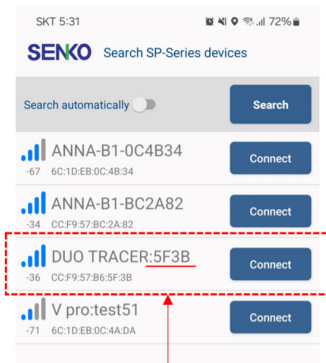 SKT 5:31 72%
SENKO Search SP-Series devices
Search automatically Search
ANNA-B1-0C4B34
-67 6C:1D:EB:0C:4B:34 Connect
ANNA-B1-BC2A82
-34 CC:F9:57:BC:2A:82 Connect
DUO TRACER:5F3B
-36 CC:F9:57:B6:5F:3B Connect
V pro:test51
-71 6C:1D:EB:0C:4A:DA Connect